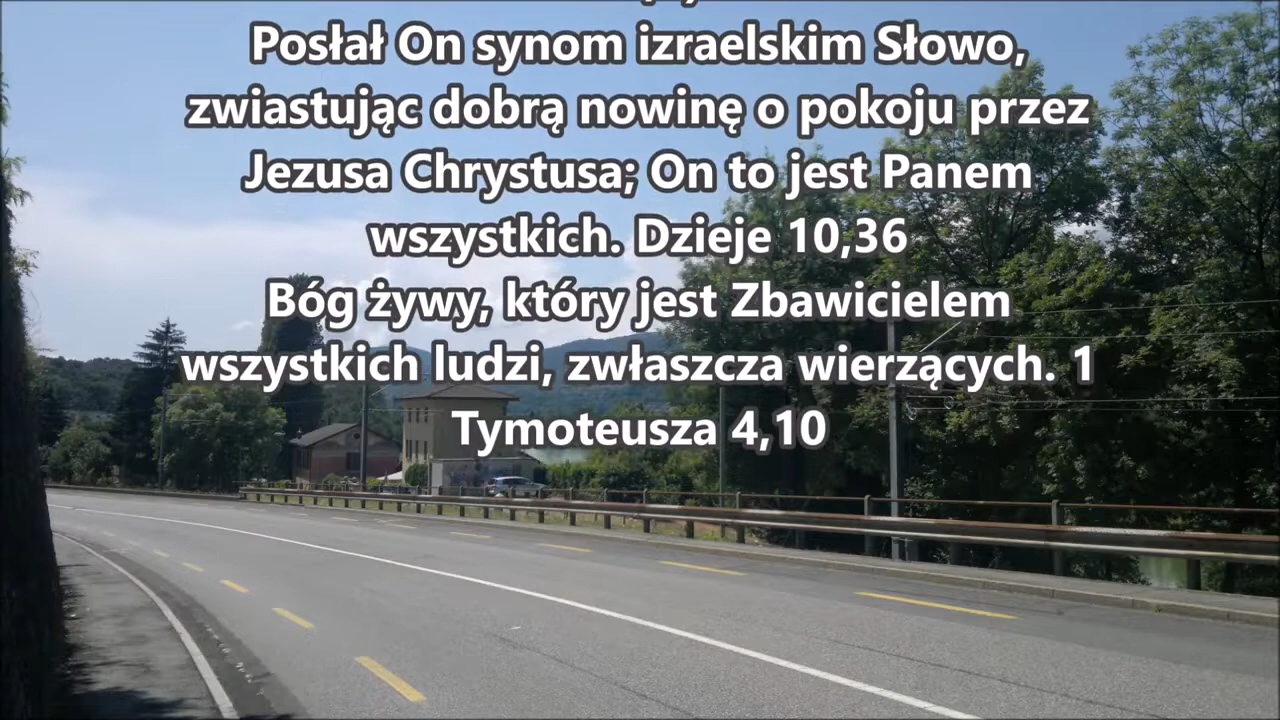 Posłał On synom izraelskim Słowo,
zwiastując dobrą nowinę o pokoju przez
Jezusa Chrystusa; On to jest Panem
wszystkich. Dzieje 10,36
Bóg żywy, który jest Zbawicielem
wszystkich ludzi, zwłaszcza wierzących. 1
Tymoteusza 4,10